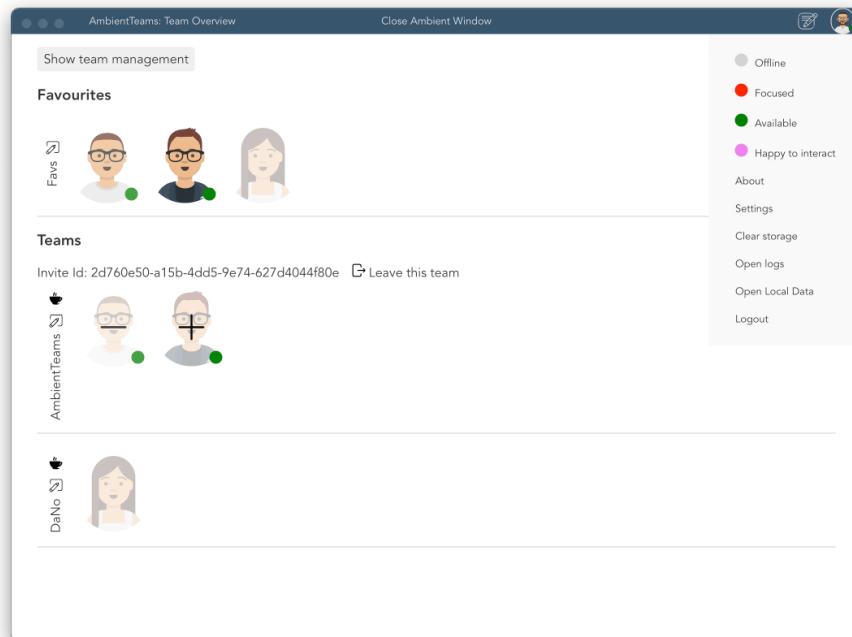 AmbientTeams: Team Overview
Close Ambient Window
Show team management
Favourites
Favs
Teams
Invite Id: 2d760e50-a15b-4dd5-9e74-627d4044f80e
Leave this team
AmbientTeams
DaNo
Offline
Focused
Available
Happy to interact
About
Settings
Clear storage
Open logs
Open Local Data
Logout